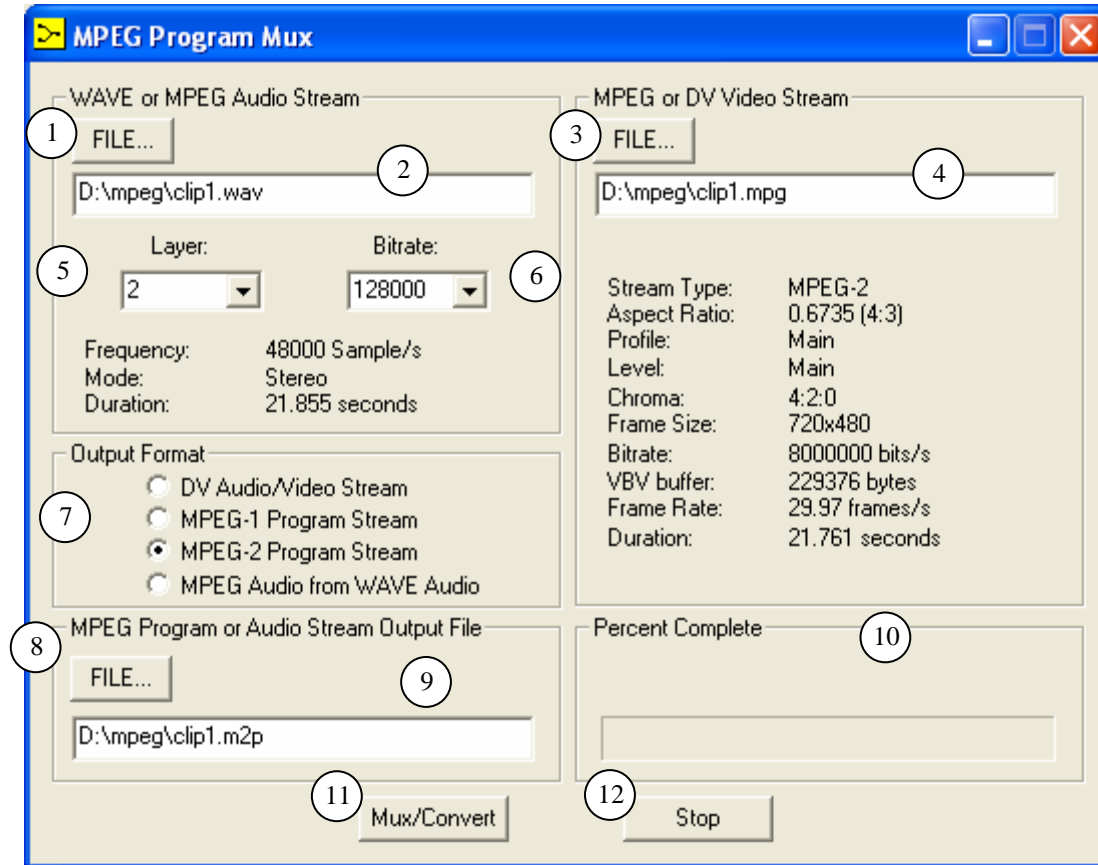 MPEG Program Mux
WAVE or MPEG Audio Stream
1
FILE...
2
D:\mpeg\clip1.wav
5
Layer:
Bitrate:
6
2
128000
Frequency: 48000 Sample/s
Mode: Stereo
Duration: 21.855 seconds
MPEG or DV Video Stream
3
FILE...
4
D:\mpeg\clip1.mpg
Stream Type: MPEG-2
Aspect Ratio: 0.6735 (4:3)
Profile: Main
Level: Main
Chroma: 4:2:0
Frame Size: 720x480
Bitrate: 8000000 bits/s
VBV buffer: 229376 bytes
Frame Rate: 29.97 frames/s
Duration: 21.761 seconds
Output Format
7
DV Audio/Video Stream
MPEG-1 Program Stream
MPEG-2 Program Stream
MPEG Audio from WAVE Audio
MPEG Program or Audio Stream Output File
8
FILE...
9
D:\mpeg\clip1.m2p
Percent Complete
10
11
Mux/Convert
12
Stop